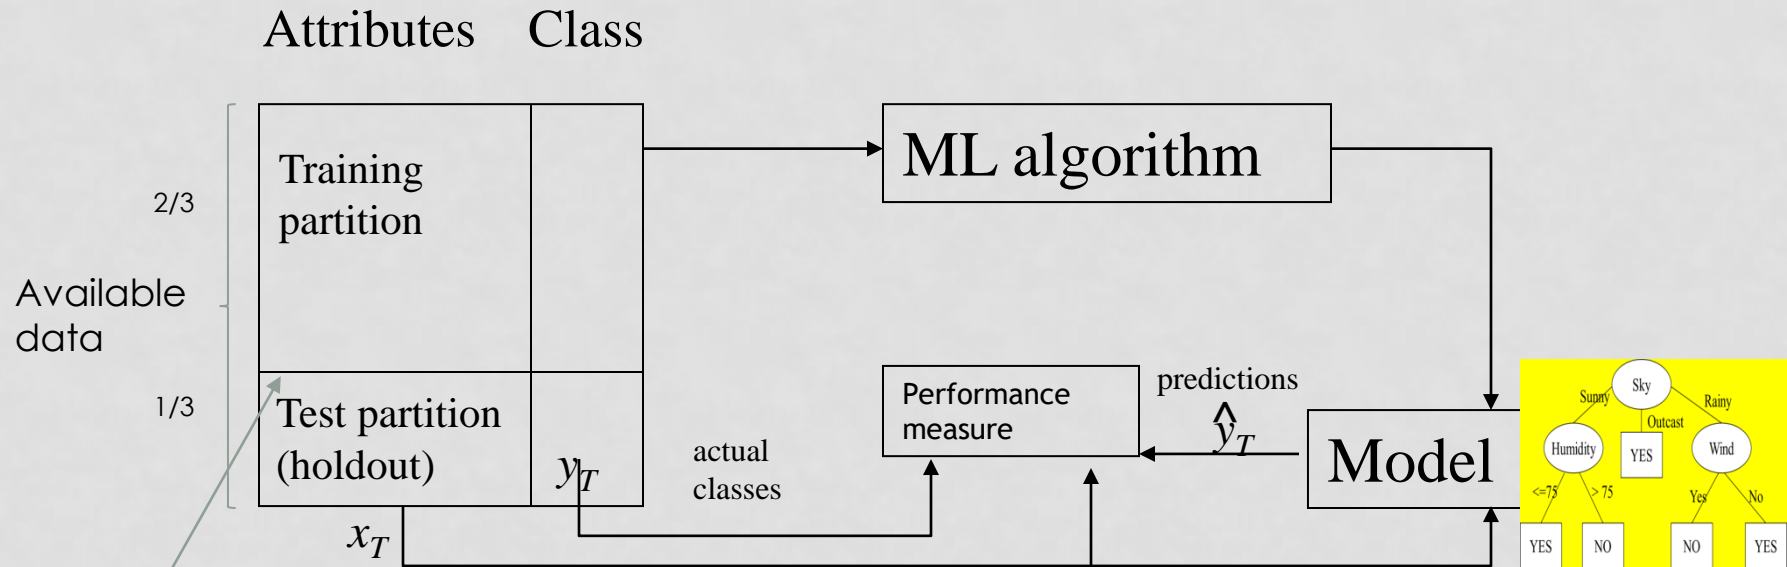 Attributes Class
Training
partition
ML algorithm
2/3
Available
data
1/3
Test partition
(holdout)
y_T
x_T
actual
classes
Performance
measure
predictions
ŷ_T
Model
Sky
Sunny
Outcast
Rainy
Humidity
YES
Wind
<=75
> 75
Yes
No
YES
NO
NO
YES